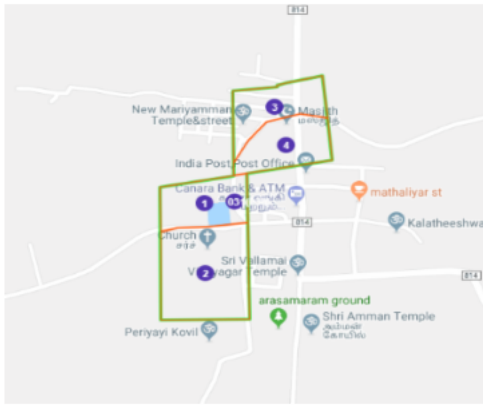 814
New Mariyamman
Temple&street
3
Masjith
மஸ்ஜித்
4
India Post,Post Office
Canara Bank & ATM
1
03
mathaliyar st
814
Kalatheeshwa
Church
சர்ச்
Sri Vallamai
Vinayagar Temple
2
814
arasamaram ground
Periyayi Kovil
Shri Amman Temple
அம்மன்
கோயில்